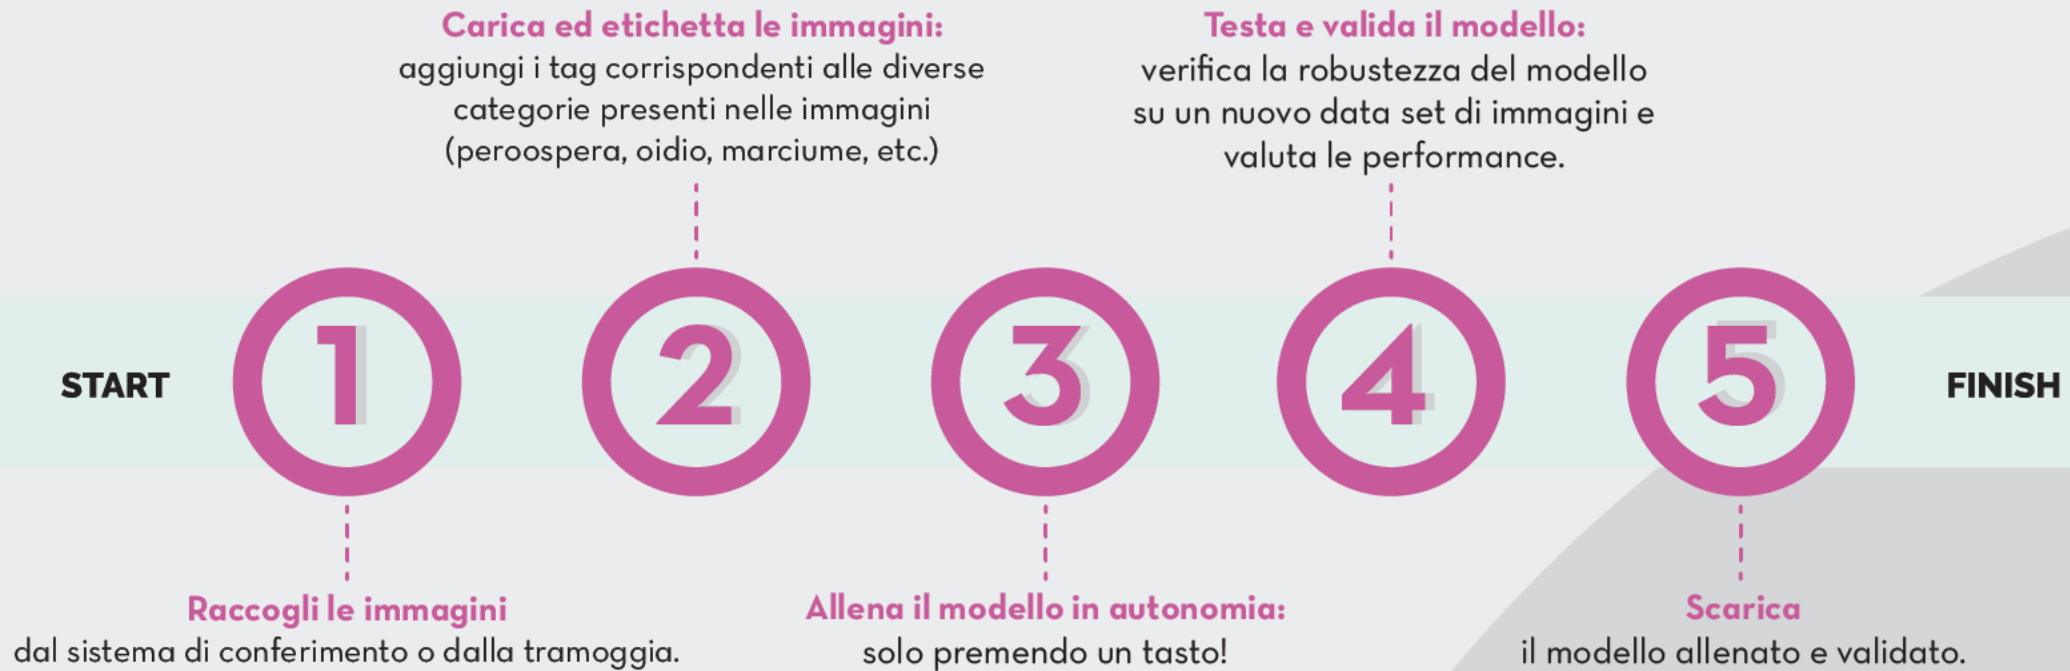 START
1
Raccogli le immagini
dal sistema di conferimento o dalla tramoggia.
Carica ed etichetta le immagini:
aggiungi i tag corrispondenti alle diverse
categorie presenti nelle immagini
(peroospera, oidio, marciume, etc.)
2
3
Allena il modello in autonomia:
solo premendo un tasto!
Testa e valida il modello:
verifica la robustezza del modello
su un nuovo data set di immagini e
valuta le performance.
4
5
Scarica
il modello allenato e validato.
FINISH